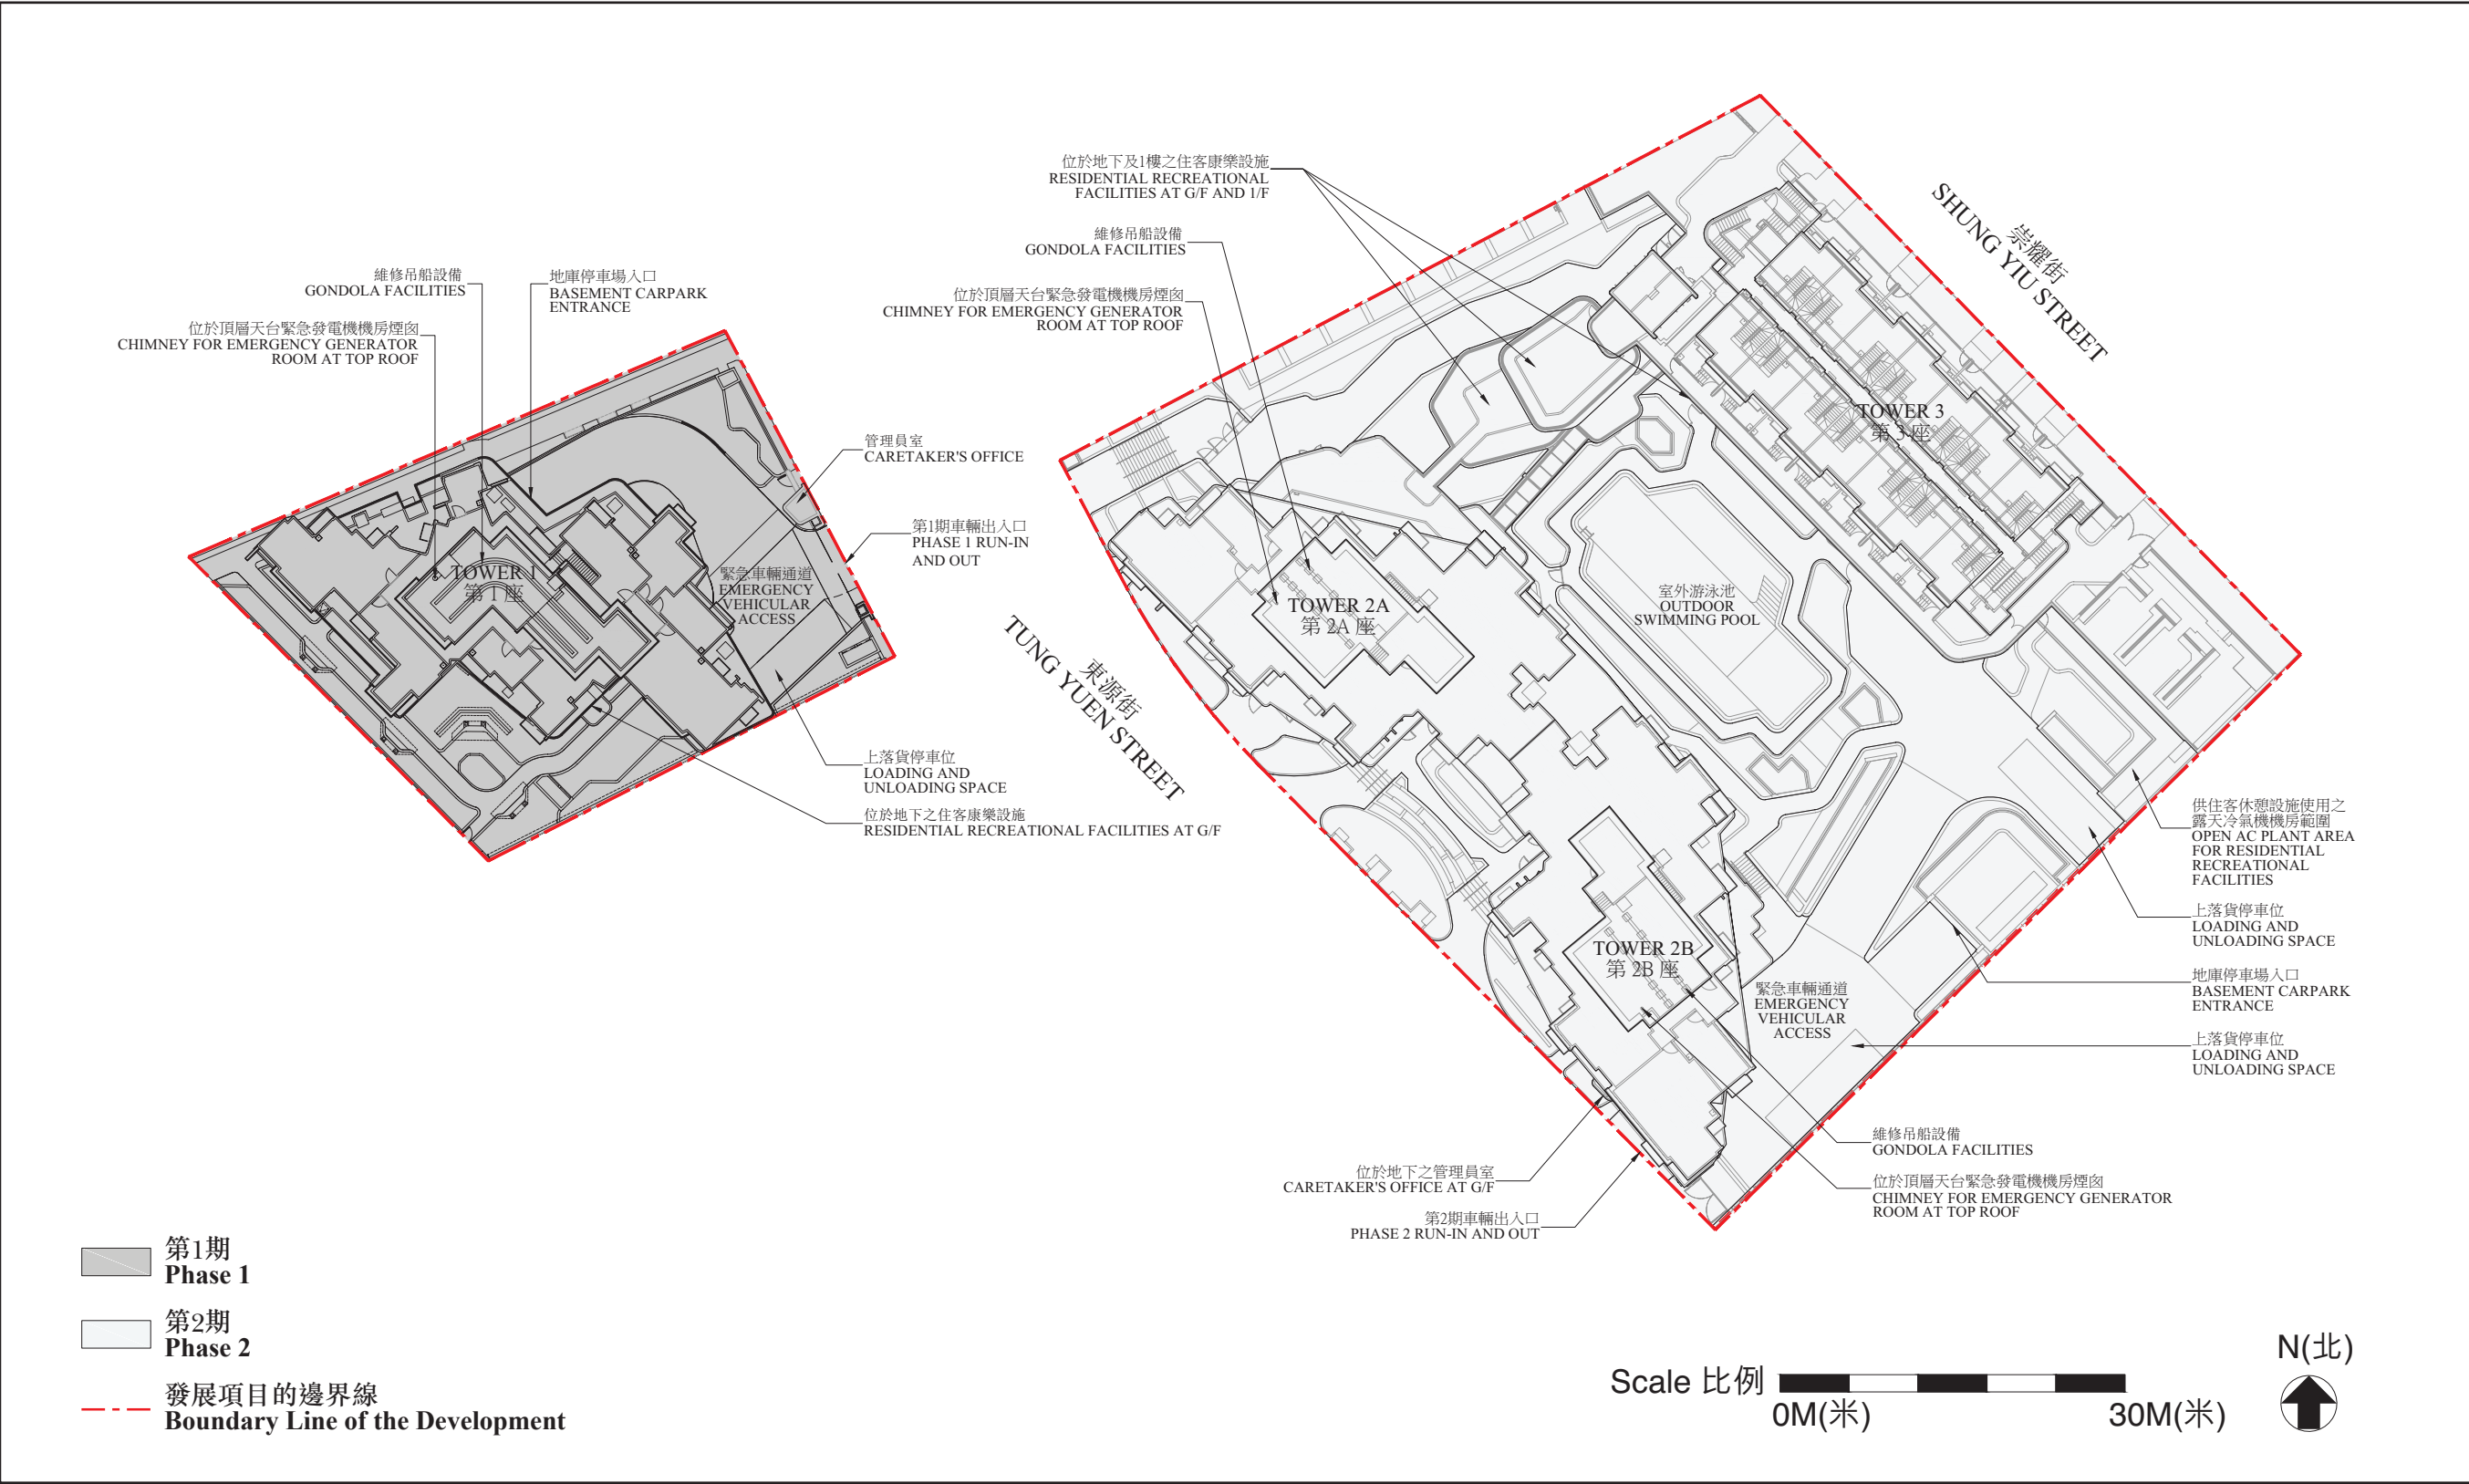 維修吊船設備
GONDOLA FACILITIES
地庫停車場入口
BASEMENT CARPARK
ENTRANCE
位於頂層天台緊急發電機機房煙囪
CHIMNEY FOR EMERGENCY GENERATOR
ROOM AT TOP ROOF
管理員室
CARETAKER'S OFFICE
第1期車輛出入口
PHASE 1 RUN-IN
AND OUT
TOWER 1
第 1 座
緊急車輛通道
EMERGENCY
VEHICULAR
ACCESS
上落貨停車位
LOADING AND
UNLOADING SPACE
位於地下之住客康樂設施
RESIDENTIAL RECREATIONAL FACILITIES AT G/F
位於地下及1樓之住客康樂設施
RESIDENTIAL RECREATIONAL
FACILITIES AT G/F AND 1/F
維修吊船設備
GONDOLA FACILITIES
位於頂層天台緊急發電機機房煙囪
CHIMNEY FOR EMERGENCY GENERATOR
ROOM AT TOP ROOF
崇耀街
SHUNG YIU STREET
TOWER 3
第 3 座
TOWER 2A
第 2A 座
室外游泳池
OUTDOOR
SWIMMING POOL
東源街
TUNG YUEN STREET
TOWER 2B
第 2B 座
緊急車輛通道
EMERGENCY
VEHICULAR
ACCESS
供住客休憩設施使用之
露天冷氣機機房範圍
OPEN AC PLANT AREA
FOR RESIDENTIAL
RECREATIONAL
FACILITIES
上落貨停車位
LOADING AND
UNLOADING SPACE
地庫停車場入口
BASEMENT CARPARK
ENTRANCE
上落貨停車位
LOADING AND
UNLOADING SPACE
維修吊船設備
GONDOLA FACILITIES
位於頂層天台緊急發電機機房煙囪
CHIMNEY FOR EMERGENCY GENERATOR
ROOM AT TOP ROOF
位於地下之管理員室
CARETAKER'S OFFICE AT G/F
第2期車輛出入口
PHASE 2 RUN-IN AND OUT
第1期
Phase 1
第2期
Phase 2
發展項目的邊界線
Boundary Line of the Development
Scale 比例
0M(米)
30M(米)
N(北)